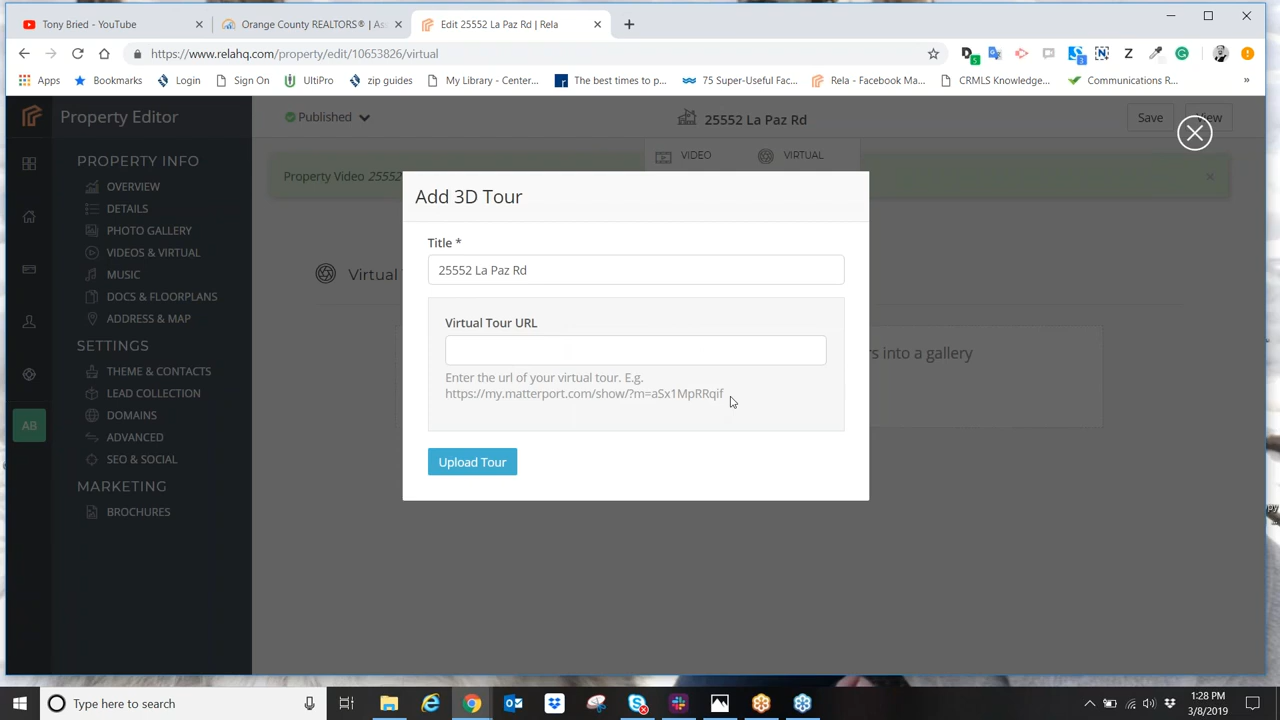 Tony Bried - YouTube
Orange County REALTORS® | As
Edit 25552 La Paz Rd | Rela
https://www.relahq.com/property/edit/10653826/virtual
Apps
Bookmarks
Login
Sign On
UltiPro
zip guides
My Library - Center...
The best times to p...
75 Super-Useful Fac...
Rela - Facebook Ma...
CRMLS Knowledge...
Communications R...
»
Property Editor
Published
25552 La Paz Rd
Save
View
PROPERTY INFO
OVERVIEW
DETAILS
PHOTO GALLERY
VIDEOS & VIRTUAL
MUSIC
DOCS & FLOORPLANS
ADDRESS & MAP
SETTINGS
THEME & CONTACTS
LEAD COLLECTION
DOMAINS
ADVANCED
SEO & SOCIAL
MARKETING
BROCHURES
AB
VIDEO
VIRTUAL
Property Video 25552
Virtual
rs into a gallery
Add 3D Tour
Title *
25552 La Paz Rd
Virtual Tour URL
Enter the url of your virtual tour. E.g.
https://my.matterport.com/show/?m=aSx1MpRRqif
Upload Tour
Type here to search
1:28 PM
3/8/2019